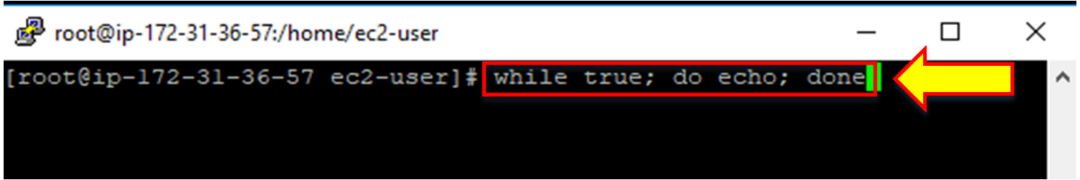 root@ip-172-31-36-57:/home/ec2-user
[root@ip-172-31-36-57 ec2-user]# while true; do echo; done